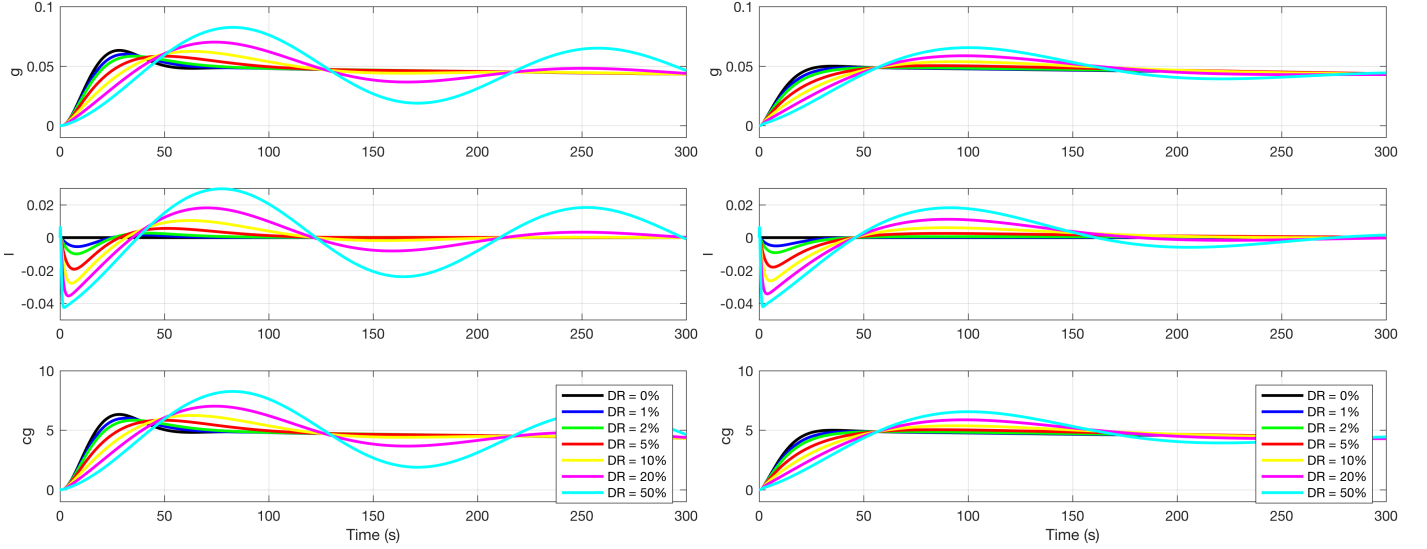 0.1
0.05
0
g
0 50 100 150 200 250 300
0.02
0
-0.02
-0.04
l
0 50 100 150 200 250 300
10
5
0
cg
0 50 100 150 200 250 300
Time (s)
DR = 0%
DR = 1%
DR = 2%
DR = 5%
DR = 10%
DR = 20%
DR = 50%
0.1
0.05
0
g
0 50 100 150 200 250 300
0.02
0
-0.02
-0.04
l
0 50 100 150 200 250 300
10
5
0
cg
0 50 100 150 200 250 300
Time (s)
DR = 0%
DR = 1%
DR = 2%
DR = 5%
DR = 10%
DR = 20%
DR = 50%